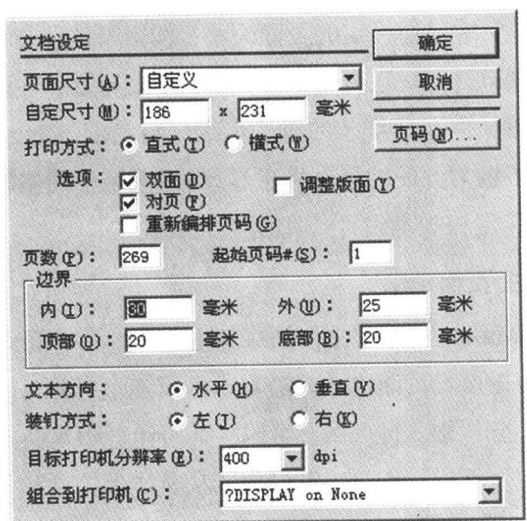 文档设定
确定
页面尺寸(A)： 自定义
取消
自定尺寸(M)： 186 x 231 毫米
打印方式： 直式(T) 横式(W)
页码(N)...
选项： 双面(D) 调整版面(Y)
对页(F)
重新编排页码(G)
页数(P)： 269 起始页码#(S)： 1
边界
内(I)： 30 毫米 外(U)： 25 毫米
顶部(O)： 20 毫米 底部(B)： 20 毫米
文本方向： 水平(H) 垂直(V)
装钉方式： 左(J) 右(K)
目标打印机分辨率(E)： 400 dpi
组合到打印机(C)： ?DISPLAY on None